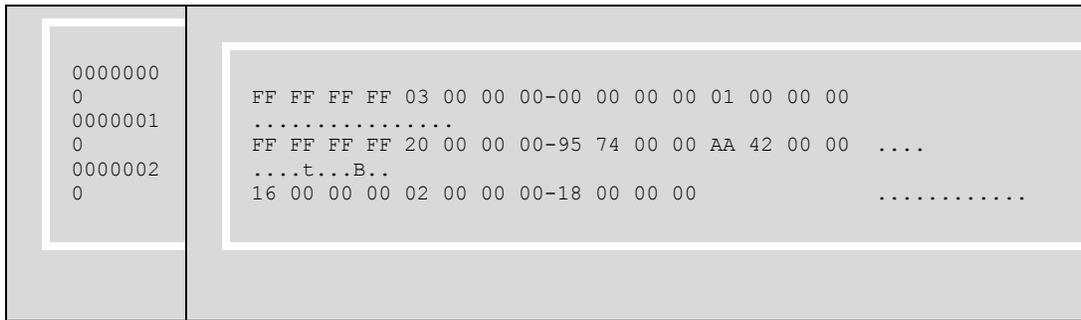 0000000
0
0000001
0
0000002
0
FF FF FF FF 03 00 00 00-00 00 00 00 01 00 00 00
................
FF FF FF FF 20 00 00 00-95 74 00 00 AA 42 00 00 ....
....t...B..
16 00 00 00 02 00 00 00-18 00 00 00 ............